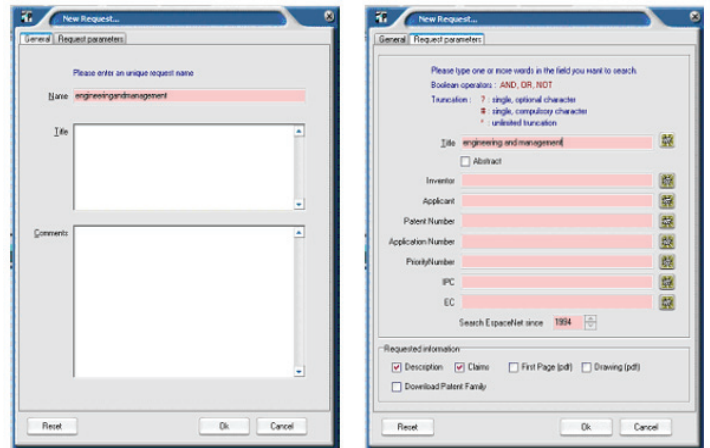 New Request...
General
Request parameters
Please enter an unique request name
Name
engineeringandmanagement
Title
Comments
Reset
Ok
Cancel
New Request...
General
Request parameters
Please type one or more words in the field you want to search.
Boolean operators : AND, OR, NOT
Truncation : ? : single, optional character
# : single, compulsory character
* : unlimited truncation
Title
engineering and management
Abstract
Inventor
Applicant
Patent Number
Application Number
PriorityNumber
IPC
EC
Search EspaceNet since 1994
Requested information
Description
Claims
First Page (pdf)
Drawing (pdf)
Download Patent Family
Reset
Ok
Cancel